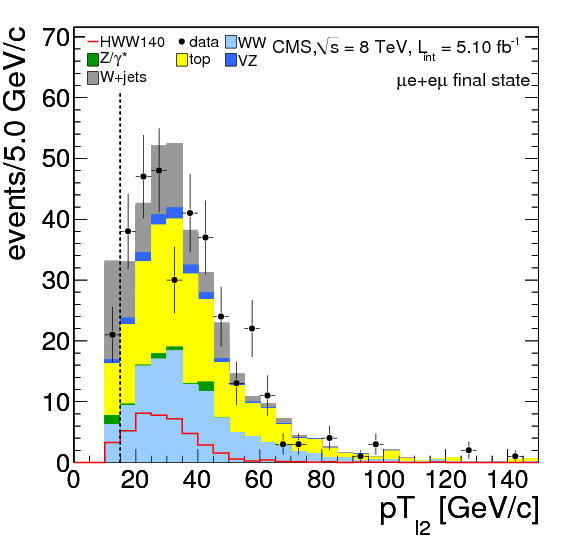 HWW140 data WW
Z/γ* top VZ
W+jets
CMS,√s = 8 TeV, L_int = 5.10 fb⁻¹
μe+eμ final state
events/5.0 GeV/c
70
60
50
40
30
20
10
0
0 20 40 60 80 100 120 140
pT_l2 [GeV/c]